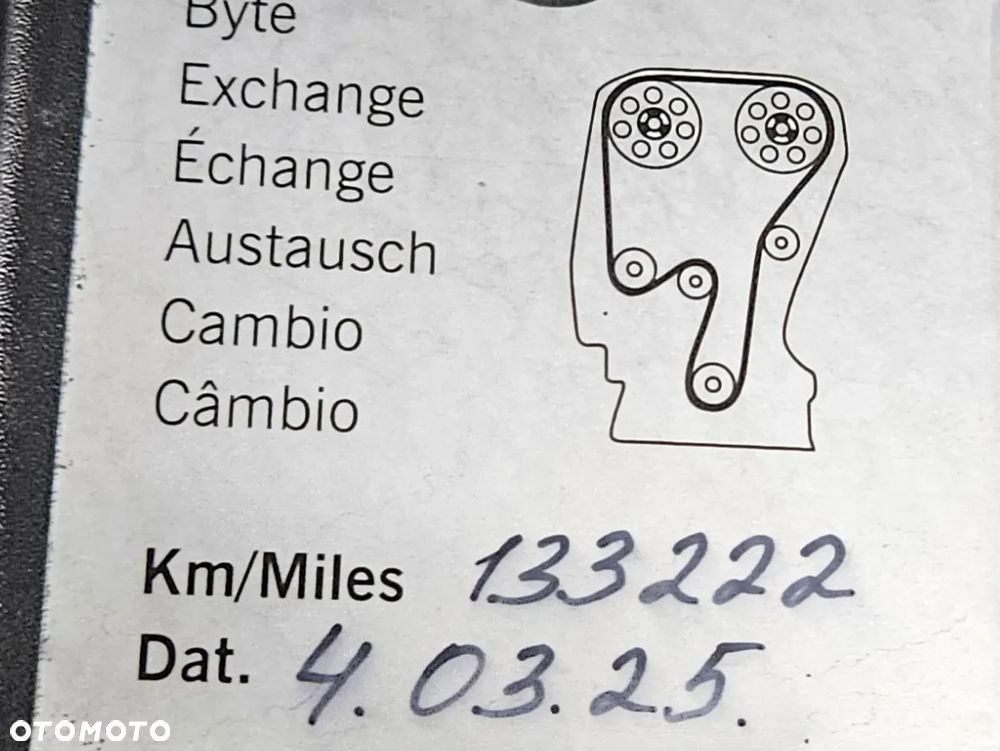 Byte
Exchange
Échange
Austausch
Cambio
Câmbio
Km/Miles 133222
Dat. 4.03.25.
OTOMOTO